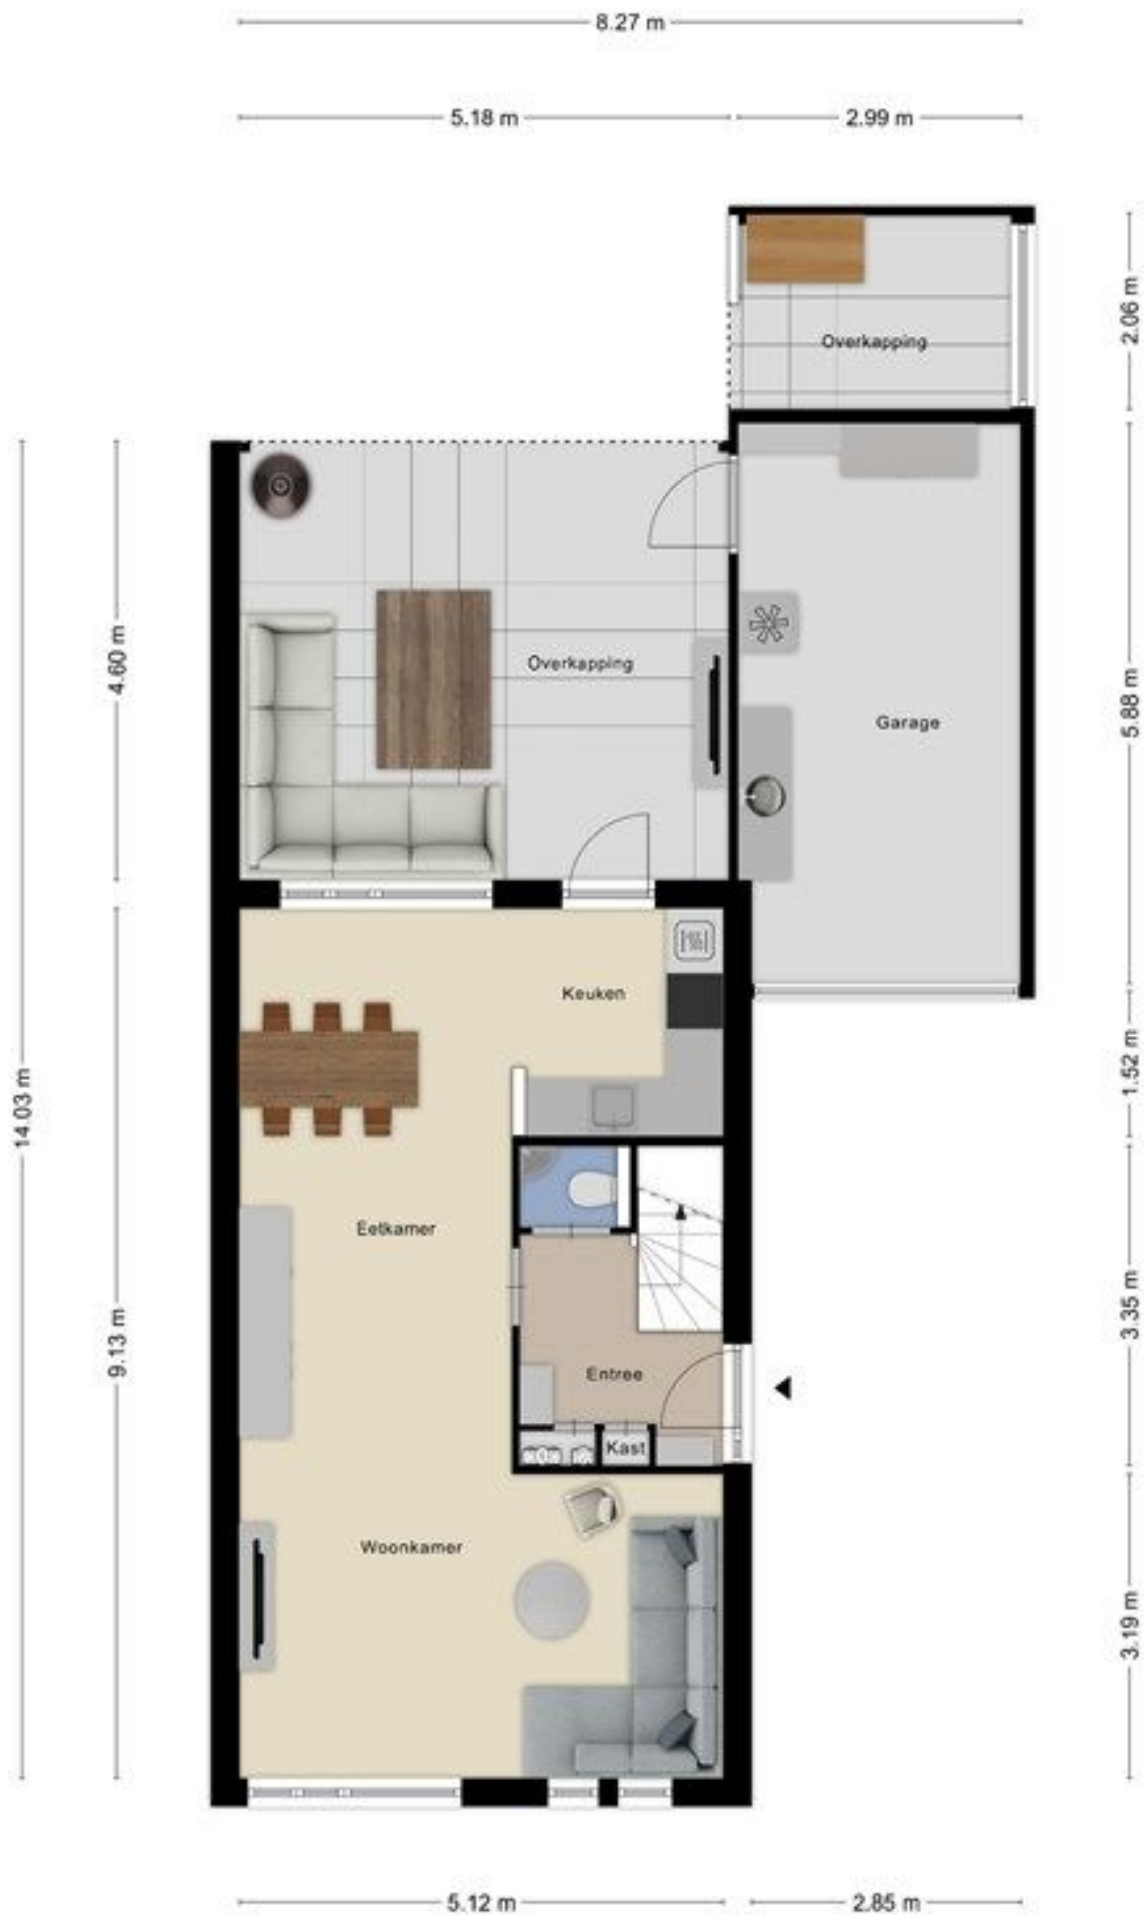 8.27 m
5.18 m
2.99 m
2.06 m
Overkapping
4.60 m
Overkapping
5.88 m
Garage
Keuken
14.03 m
1.52 m
Eetkamer
9.13 m
3.35 m
Entree
Kast
Woonkamer
3.19 m
5.12 m
2.85 m